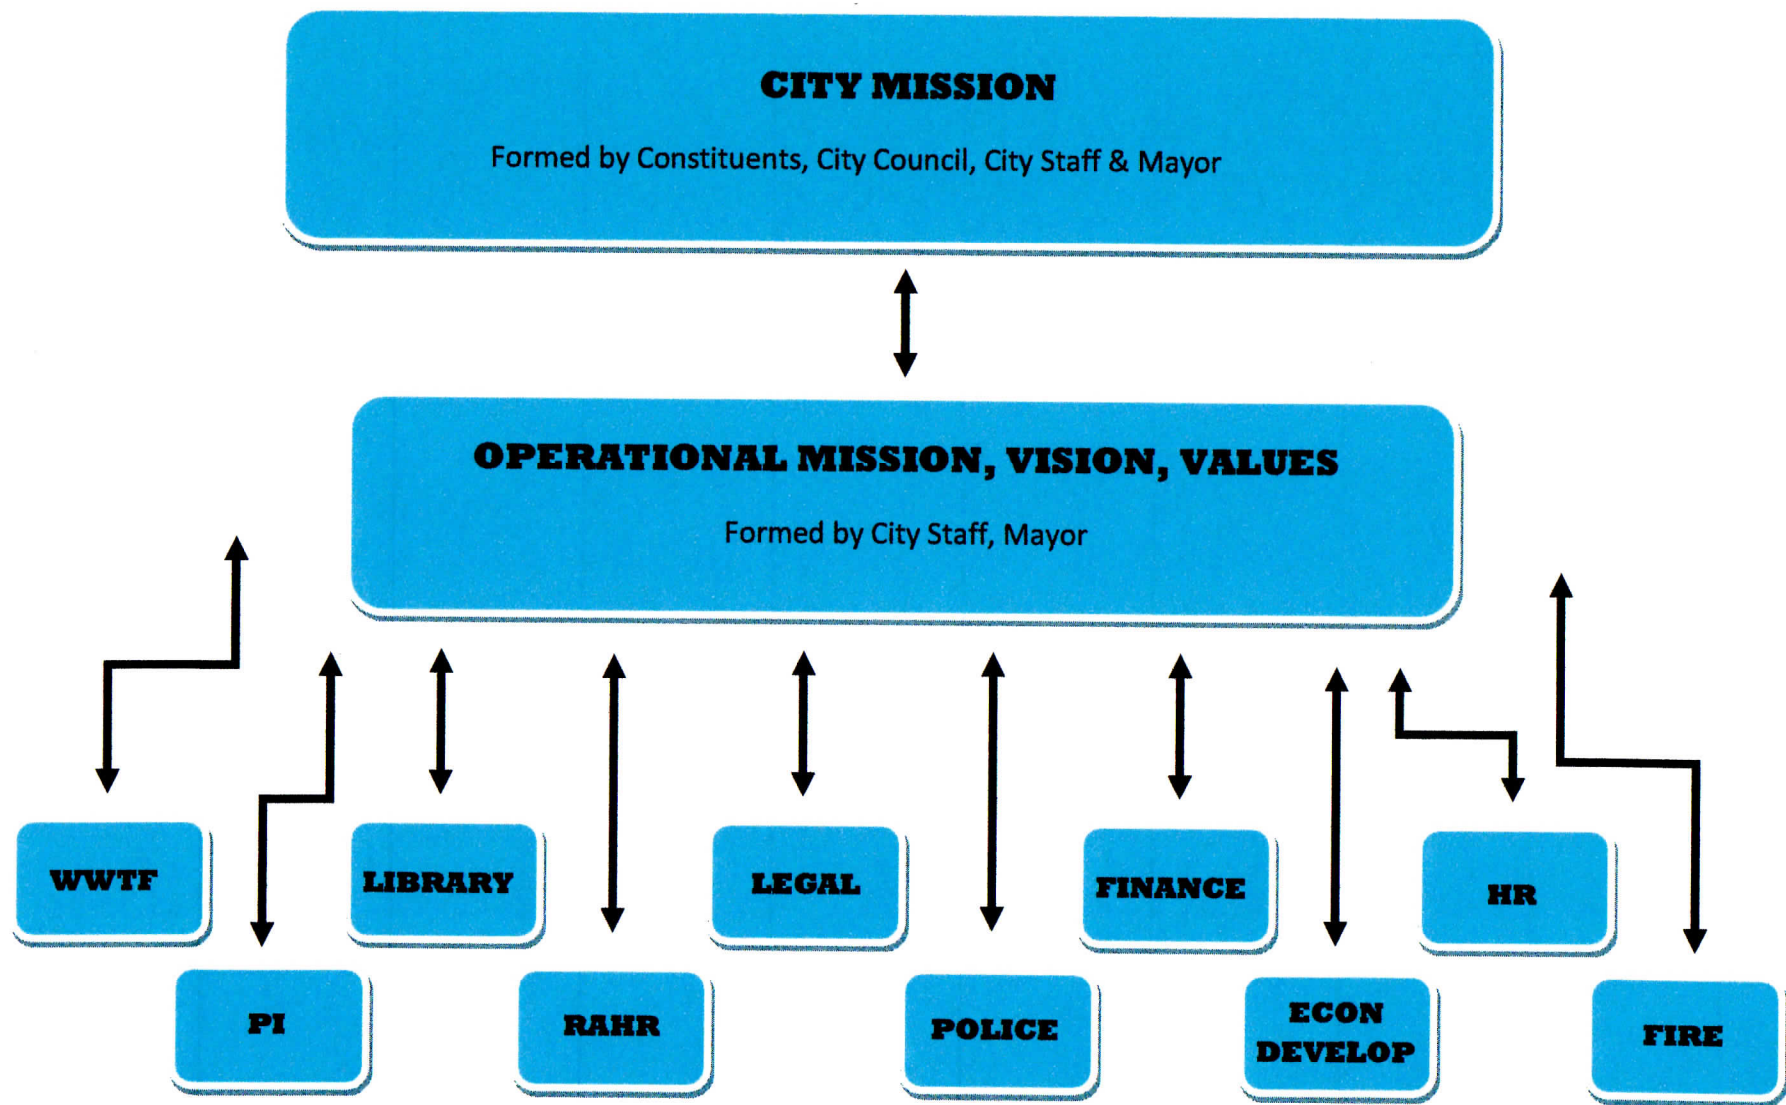 CITY MISSION
Formed by Constituents, City Council, City Staff & Mayor
OPERATIONAL MISSION, VISION, VALUES
Formed by City Staff, Mayor
WWTF
LIBRARY
LEGAL
FINANCE
HR
PI
RAHR
POLICE
ECON
DEVELOP
FIRE